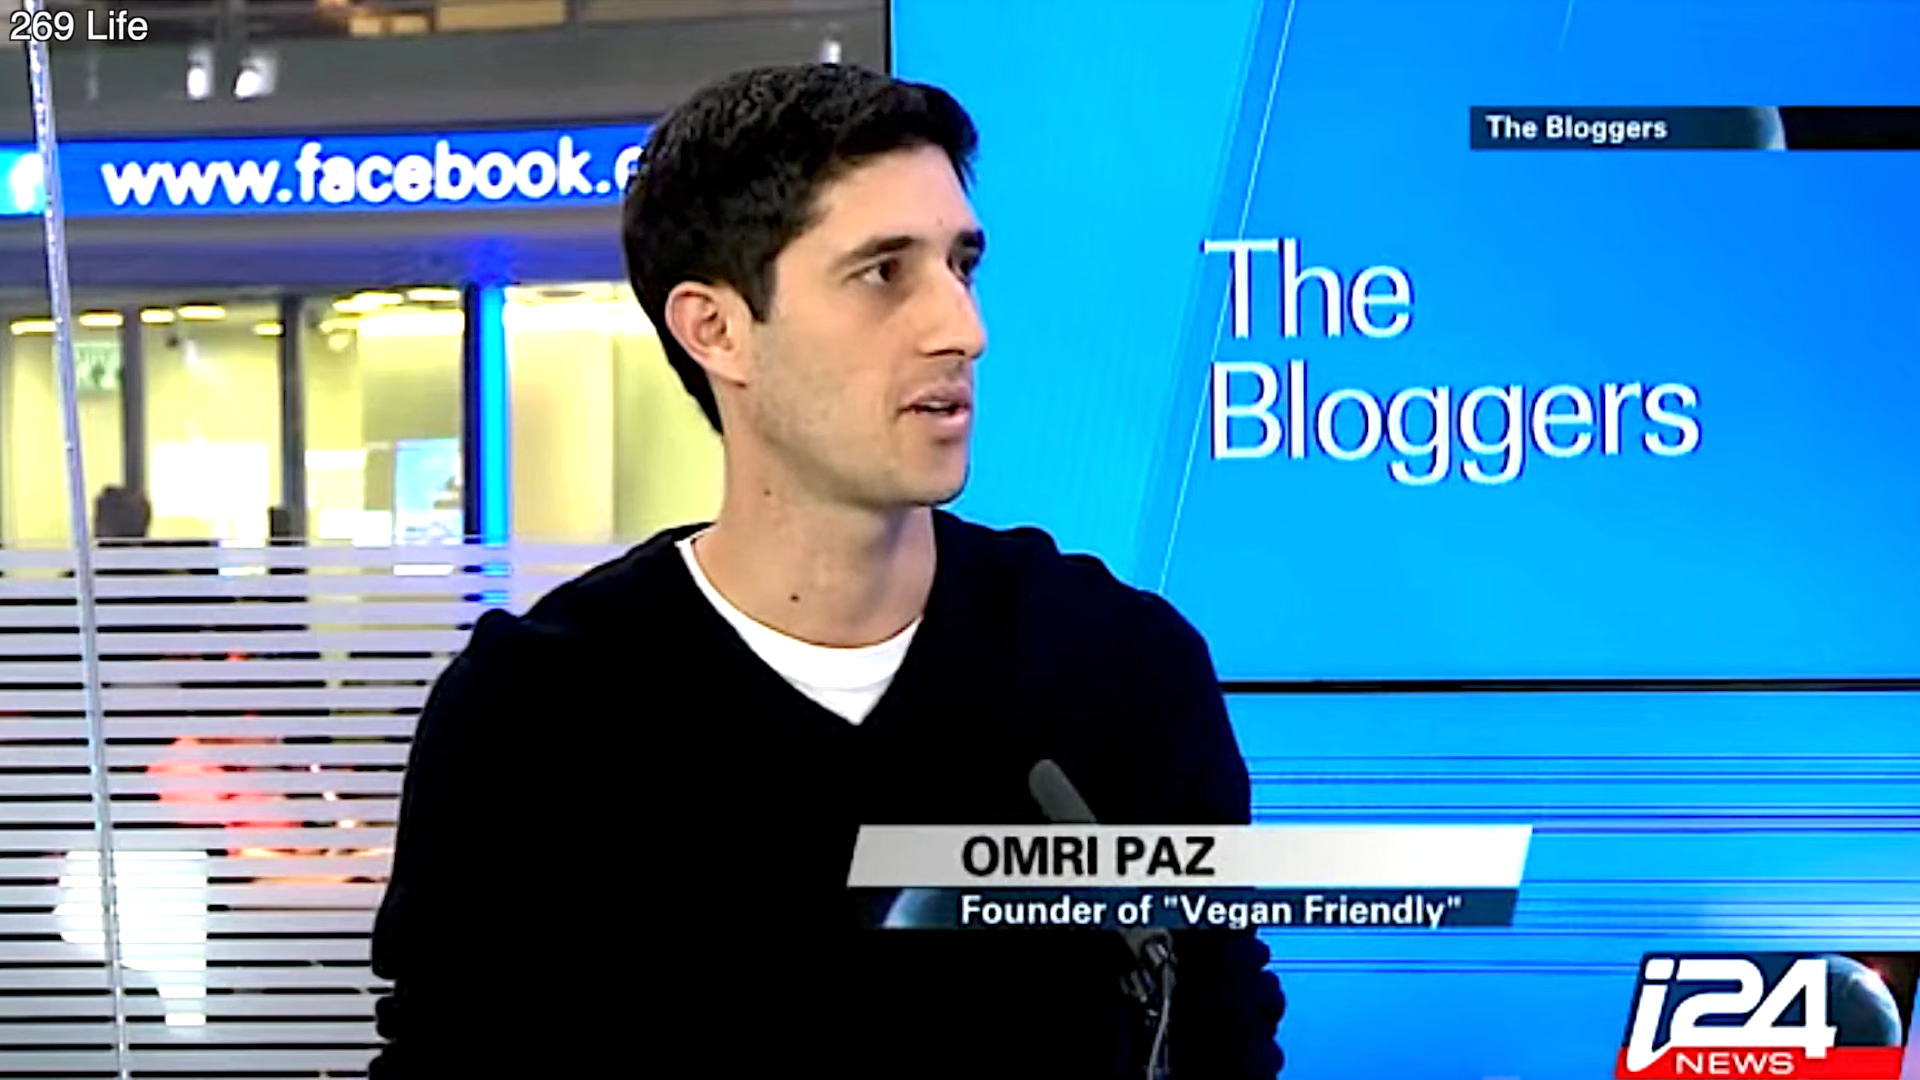 269 Life
www.facebook.
The Bloggers
The
Bloggers
OMRI PAZ
Founder of "Vegan Friendly"
i24
NEWS